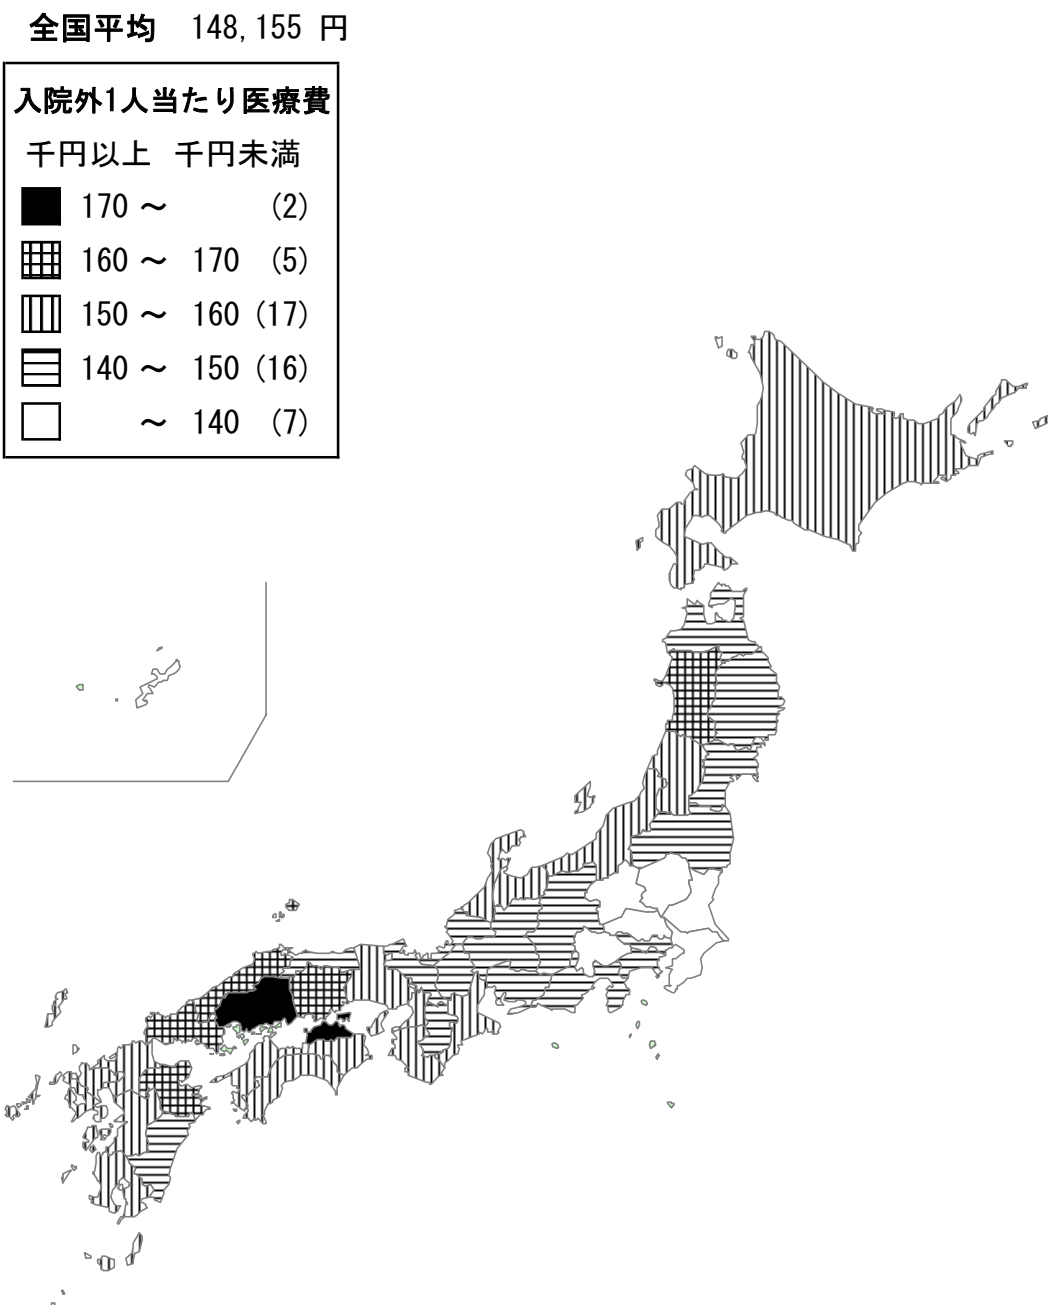 全国平均 148,155 円
入院外1人当たり医療費
千円以上 千円未満
170 ～ (2)
160 ～ 170 (5)
150 ～ 160 (17)
140 ～ 150 (16)
～ 140 (7)